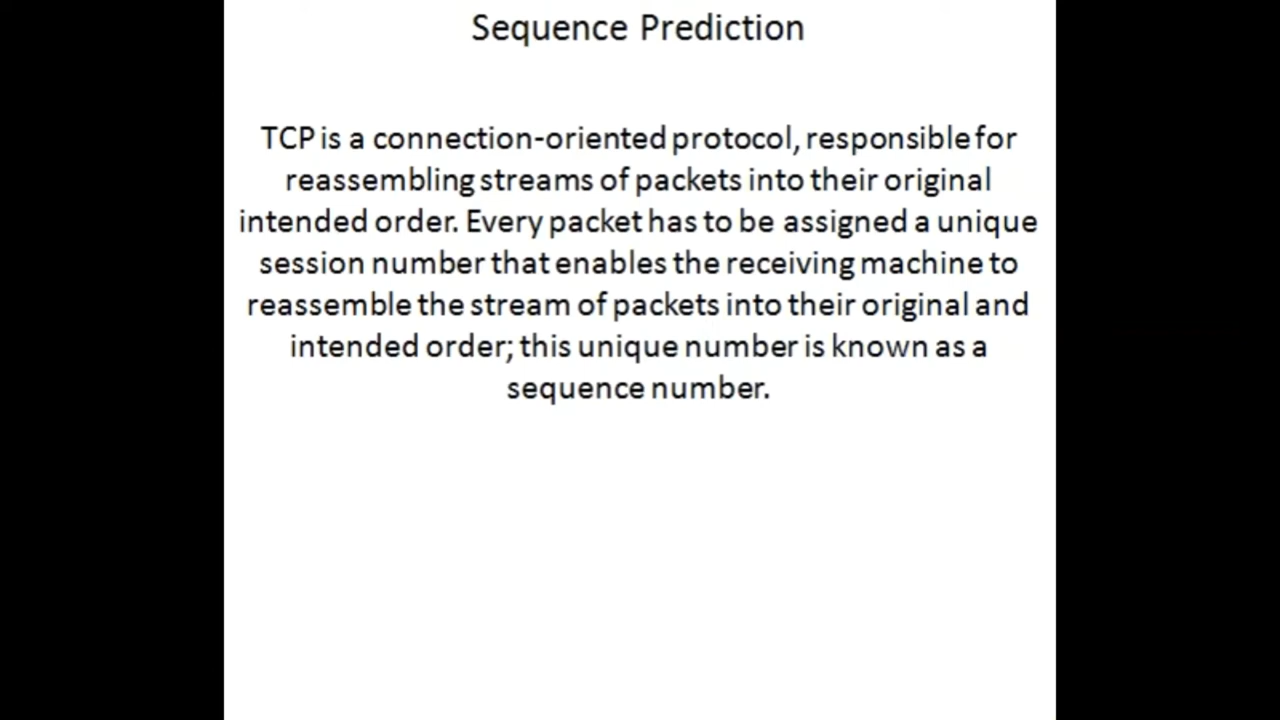 Sequence Prediction
TCP is a connection-oriented protocol, responsible for
reassembling streams of packets into their original
intended order. Every packet has to be assigned a unique
session number that enables the receiving machine to
reassemble the stream of packets into their original and
intended order; this unique number is known as a
sequence number.